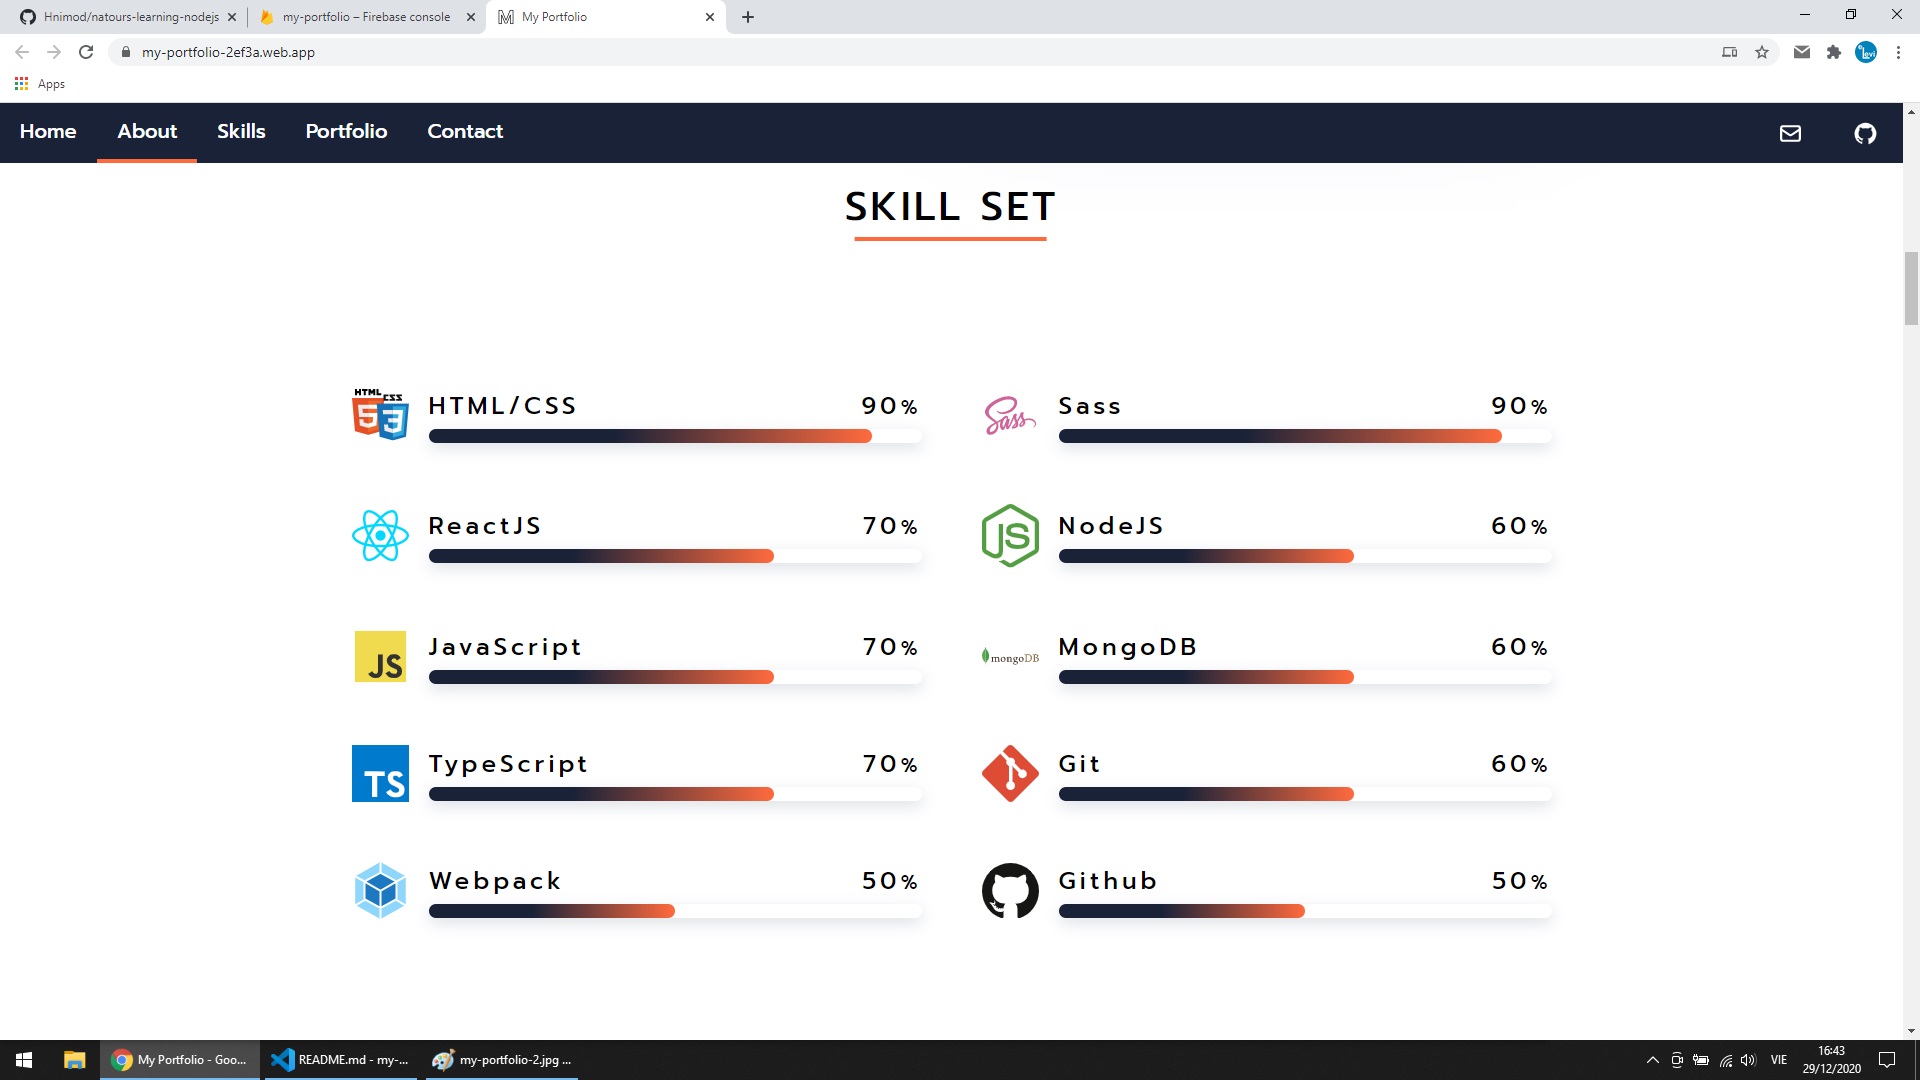 Hnimod/natours-learning-nodejs
my-portfolio – Firebase console
My Portfolio
my-portfolio-2ef3a.web.app
Apps
Home About Skills Portfolio Contact
SKILL SET
HTML CSS
5 3
HTML/CSS 90%
Sass
Sass 90%
ReactJS 70%
JS
NodeJS 60%
JS
JavaScript 70%
mongoDB
MongoDB 60%
TS
TypeScript 70%
Git 60%
Webpack 50%
Github 50%
My Portfolio - Goo...
README.md - my-...
my-portfolio-2.jpg ...
VIE
16:43
29/12/2020